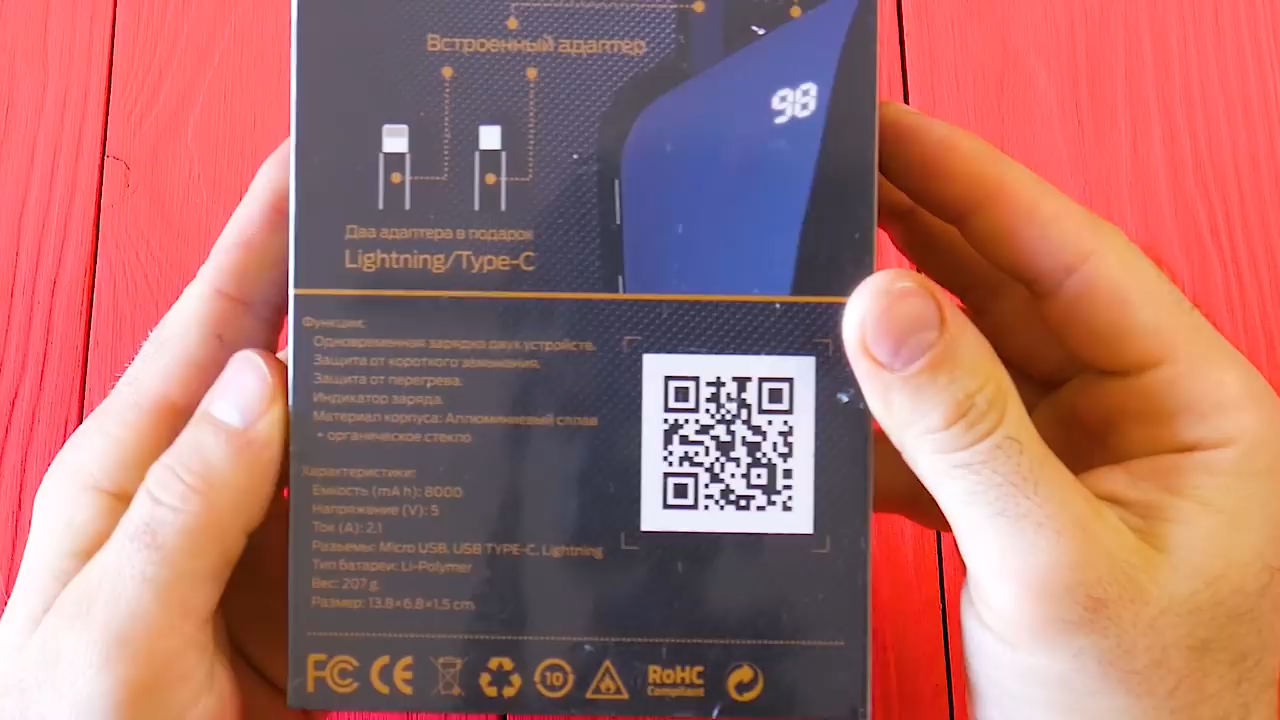 Встроенный адаптер
98
Два адаптера в подарок
Lightning/Type-C
Функции:
Одновременная зарядка двух устройств.
Защита от короткого замыкания.
Защита от перегрева.
Индикатор заряда.
Материал корпуса: Аллюминиевый сплав
+ органическое стекло
Характеристики:
Емкость (mA h): 8000
Напряжение (V): 5
Ток (A): 2.1
Разъемы: Micro USB, USB TYPE-C, Lightning
Тип батареи: Li-Polymer
Вес: 207 g.
Размер: 13.8×6.8×1.5 cm
FC CE 10 RoHC
Compliant